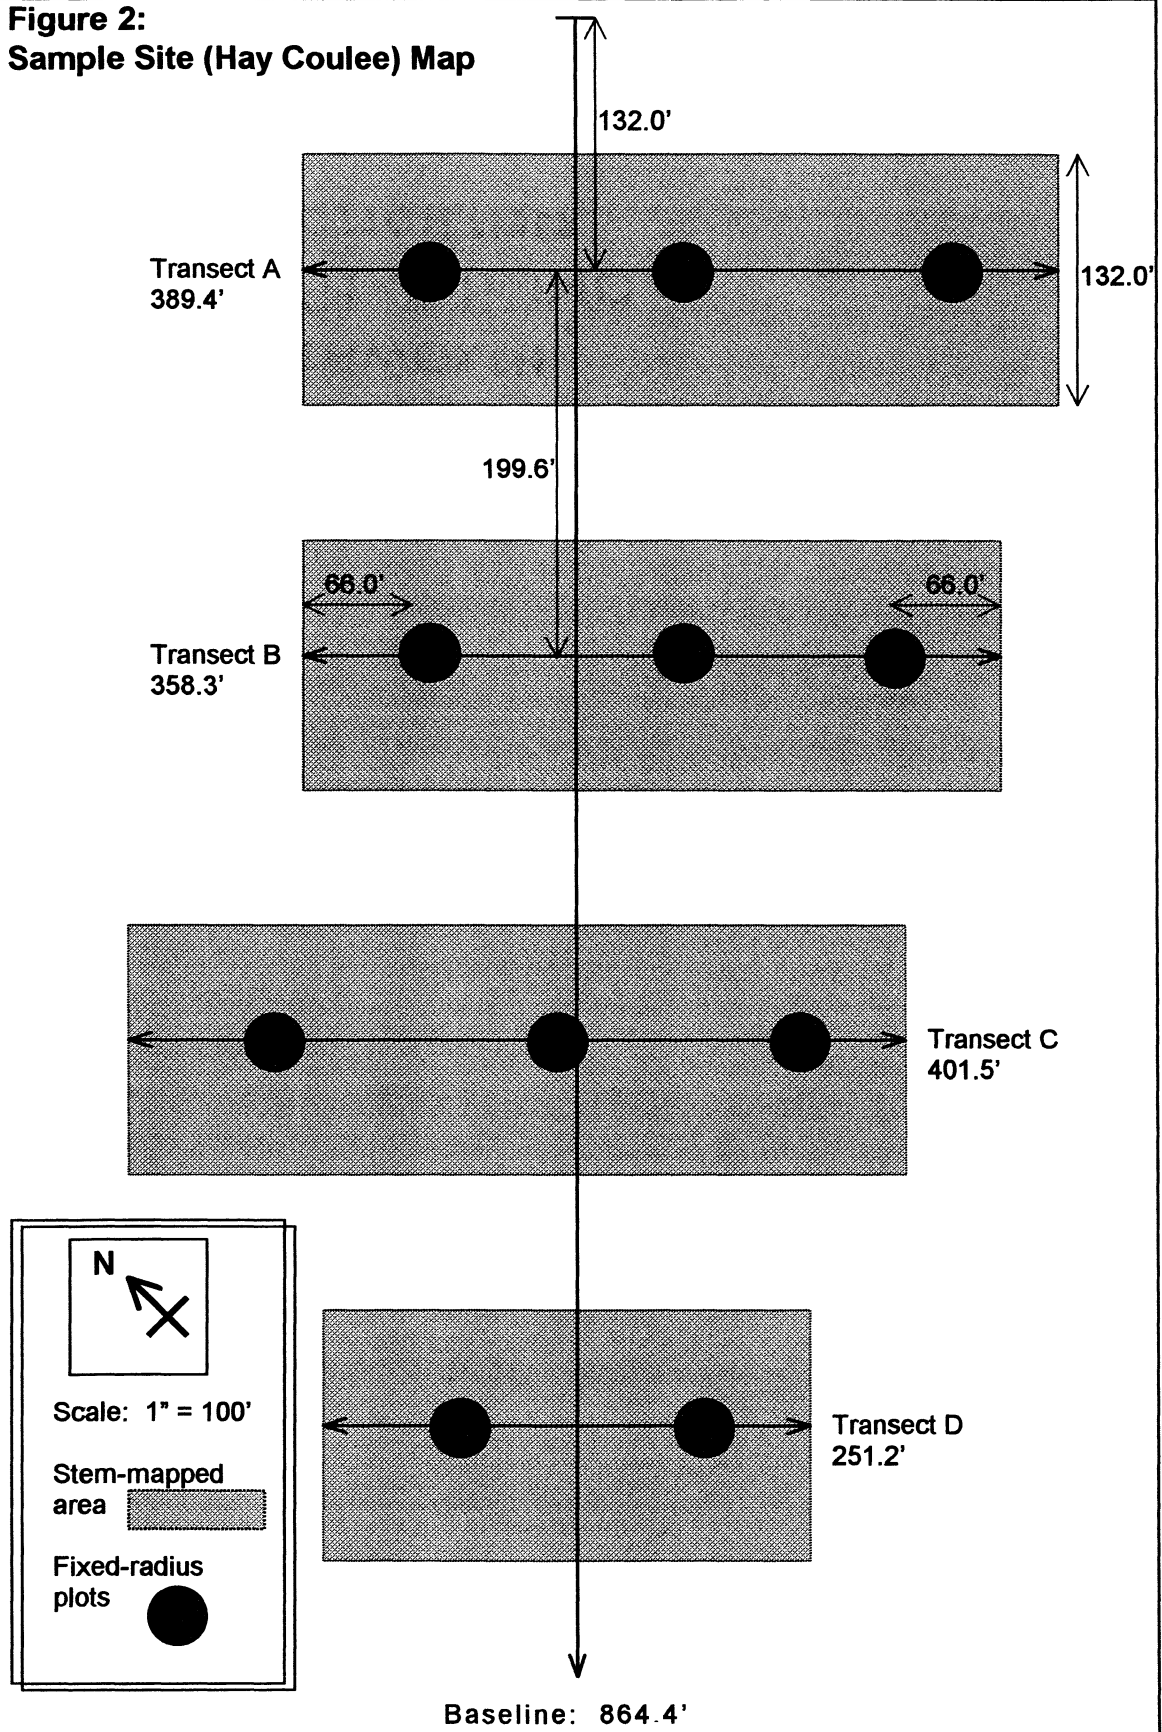 Figure 2:
Sample Site (Hay Coulee) Map
132.0'
Transect A
389.4'
132.0'
199.6'
66.0'
66.0'
Transect B
358.3'
Transect C
401.5'
N
Scale: 1" = 100'
Stem-mapped
area
Fixed-radius
plots
Transect D
251.2'
Baseline: 864.4'